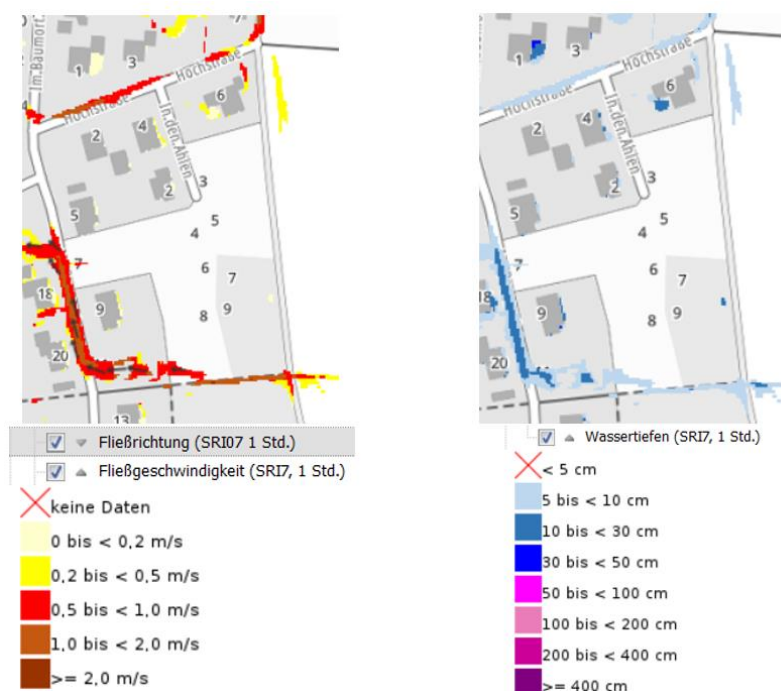 Im.Baumort.
1
3
Hochstraße
Hochstraße
6
2
4
In.den.Ahlen
2
3
5
5
4
6
7
7
18
9
8
9
20
13
Fließrichtung (SRI07 1 Std.)
Fließgeschwindigkeit (SRI7, 1 Std.)
keine Daten
0 bis < 0,2 m/s
0,2 bis < 0,5 m/s
0,5 bis < 1,0 m/s
1,0 bis < 2,0 m/s
>= 2,0 m/s
1
3
Hochstraße
Hochstraße
6
2
4
In.den.Ahlen
2
3
5
5
4
6
7
7
18
9
8
9
20
13
Wassertiefen (SRI7, 1 Std.)
< 5 cm
5 bis < 10 cm
10 bis < 30 cm
30 bis < 50 cm
50 bis < 100 cm
100 bis < 200 cm
200 bis < 400 cm
>= 400 cm